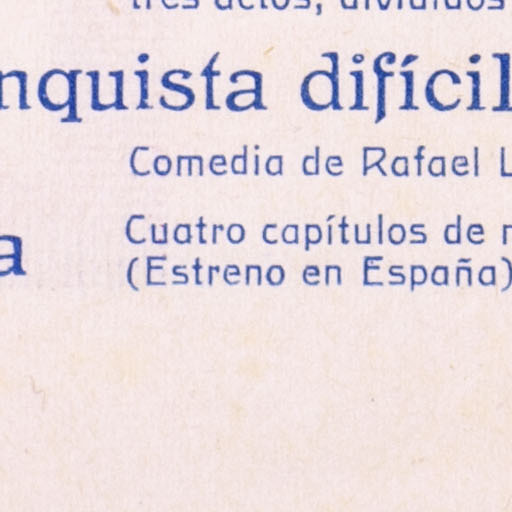 tres actos, divididos
nquista difícil
Comedia de Rafael L
Cuatro capítulos de
a
(Estreno en España)